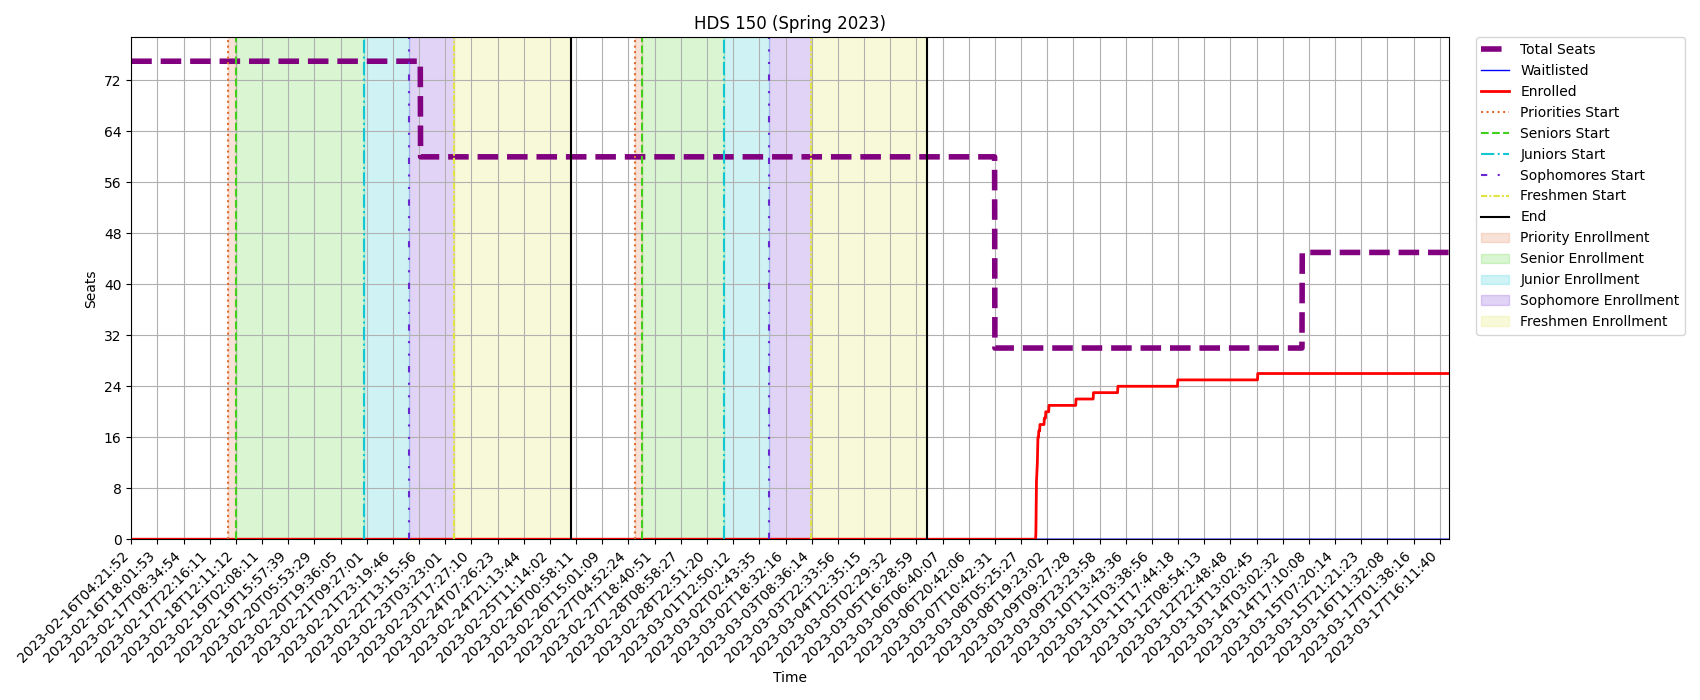 HDS 150 (Spring 2023)
Seats
72
64
56
48
40
32
24
16
8
0
2023-02-16T04:21:52
2023-02-16T18:01:53
2023-02-17T08:34:54
2023-02-17T22:16:11
2023-02-18T12:11:12
2023-02-19T02:08:11
2023-02-19T15:57:39
2023-02-20T05:53:29
2023-02-20T19:36:05
2023-02-21T09:27:01
2023-02-21T23:19:46
2023-02-22T13:15:56
2023-02-23T03:23:01
2023-02-23T17:27:10
2023-02-24T07:26:23
2023-02-24T21:13:44
2023-02-25T11:14:02
2023-02-26T00:58:11
2023-02-26T15:01:09
2023-02-27T04:52:24
2023-02-27T18:40:51
2023-02-28T08:58:27
2023-02-28T22:51:20
2023-03-01T12:50:12
2023-03-02T02:43:35
2023-03-02T18:32:16
2023-03-03T08:36:14
2023-03-03T22:33:56
2023-03-04T12:35:15
2023-03-05T02:29:32
2023-03-05T16:28:59
2023-03-06T06:40:07
2023-03-06T20:42:06
2023-03-07T10:42:31
2023-03-08T05:25:27
2023-03-08T19:23:02
2023-03-09T09:27:28
2023-03-09T23:23:58
2023-03-10T13:43:36
2023-03-11T03:38:56
2023-03-11T17:44:18
2023-03-12T08:54:13
2023-03-12T22:48:48
2023-03-13T13:02:45
2023-03-14T03:02:32
2023-03-14T17:10:08
2023-03-15T07:20:14
2023-03-15T21:21:23
2023-03-16T11:32:08
2023-03-17T01:38:16
2023-03-17T16:11:40
Time
Total Seats
Waitlisted
Enrolled
Priorities Start
Seniors Start
Juniors Start
Sophomores Start
Freshmen Start
End
Priority Enrollment
Senior Enrollment
Junior Enrollment
Sophomore Enrollment
Freshmen Enrollment